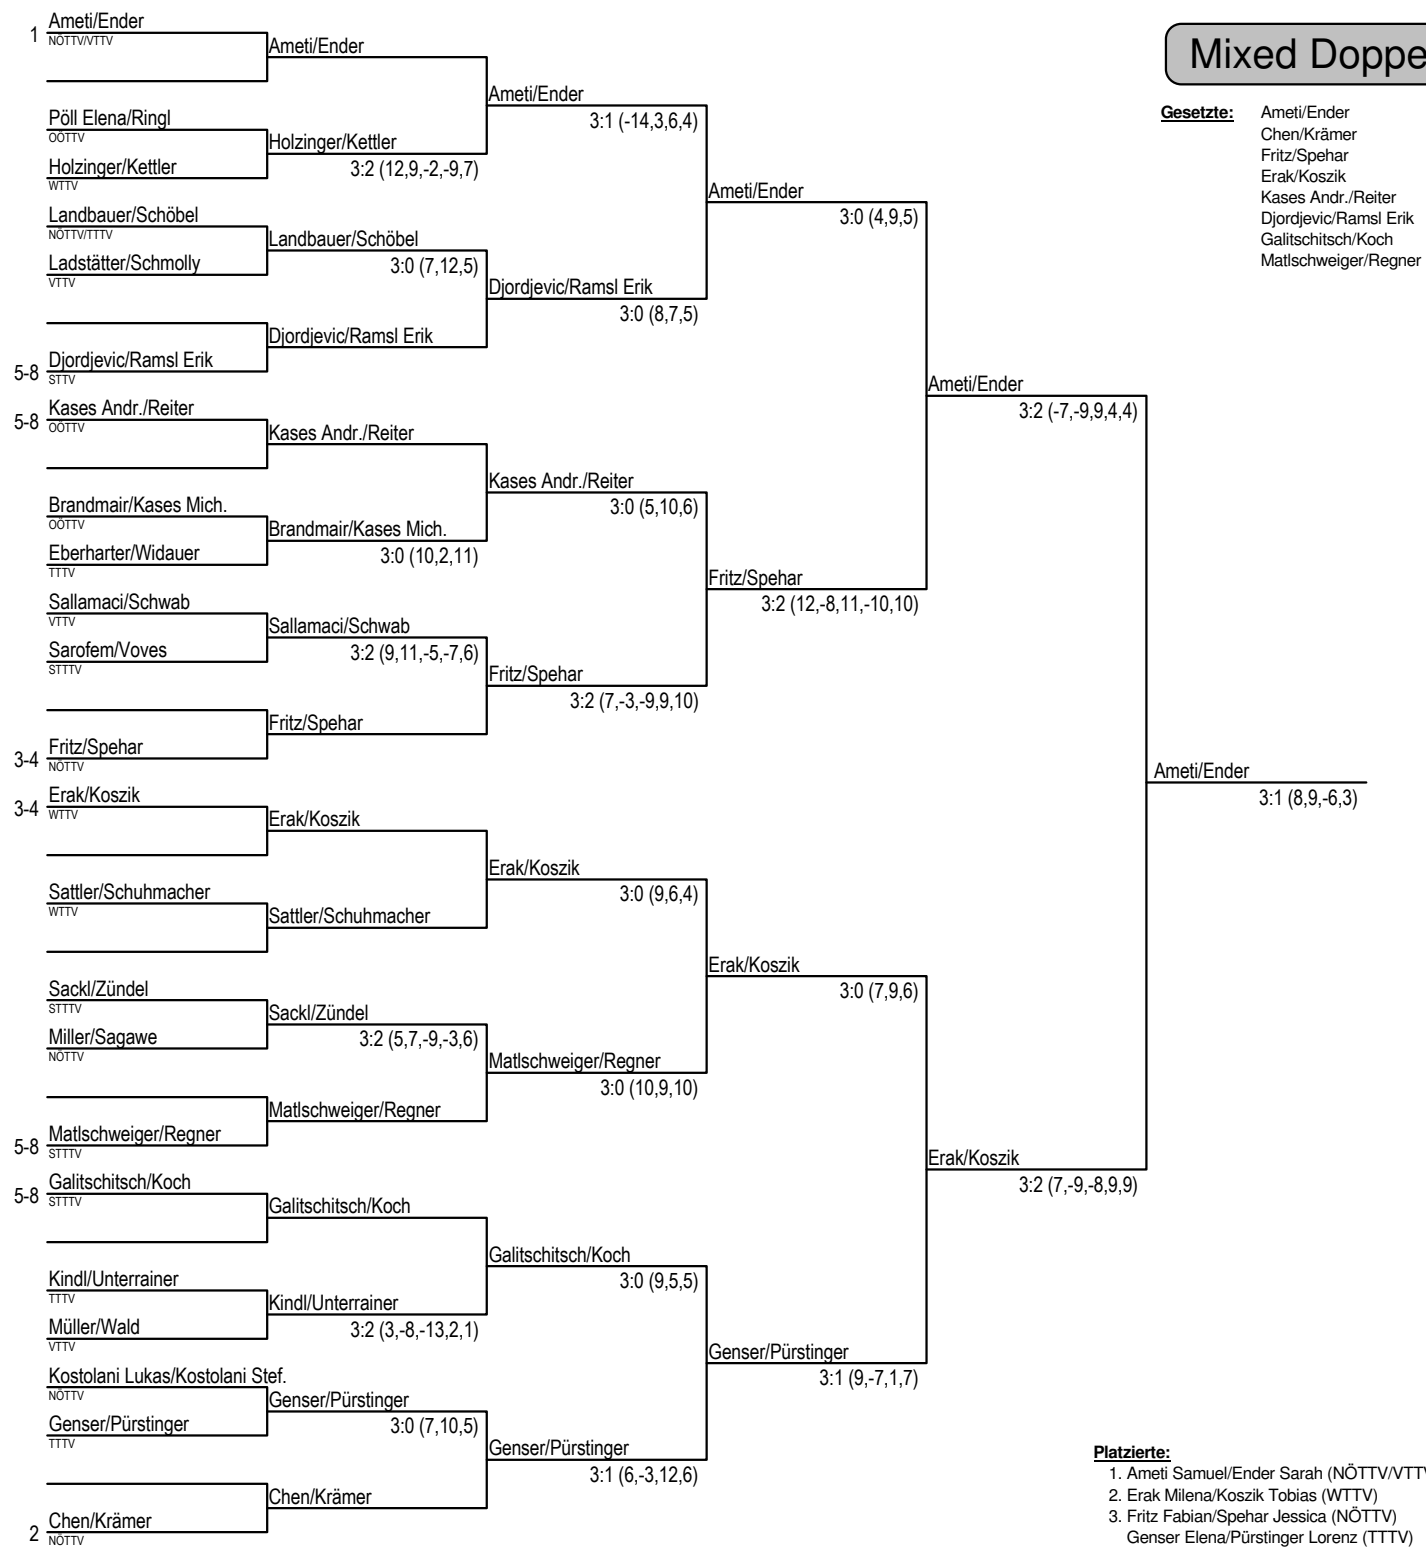 Mixed Doppe
Gesetzte:
Ameti/Ender
Chen/Krämer
Fritz/Spehar
Erak/Koszik
Kases Andr./Reiter
Djordjevic/Ramsl Erik
Galitschitsch/Koch
Matlschweiger/Regner
1 Ameti/Ender
NÖTTV/VTTV
Pöll Elena/Ringl
OÖTTV
Holzinger/Kettler
WTTV
Landbauer/Schöbel
NÖTTV/TTTV
Ladstätter/Schmolly
VTTV
5-8 Djordjevic/Ramsl Erik
STTV
5-8 Kases Andr./Reiter
OÖTTV
Brandmair/Kases Mich.
OÖTTV
Eberharter/Widauer
TTTV
Sallamaci/Schwab
VTTV
Sarofem/Voves
STTTV
3-4 Fritz/Spehar
NÖTTV
3-4 Erak/Koszik
WTTV
Sattler/Schuhmacher
WTTV
Sackl/Zündel
STTTV
Miller/Sagawe
NÖTTV
5-8 Matlschweiger/Regner
STTTV
5-8 Galitschitsch/Koch
STTTV
Kindl/Unterrainer
TTTV
Müller/Wald
VTTV
Kostolani Lukas/Kostolani Stef.
NÖTTV
Genser/Pürstinger
TTTV
2 Chen/Krämer
NÖTTV
Ameti/Ender
Holzinger/Kettler
3:2 (12,9,-2,-9,7)
Landbauer/Schöbel
3:0 (7,12,5)
Djordjevic/Ramsl Erik
Kases Andr./Reiter
Brandmair/Kases Mich.
3:0 (10,2,11)
Sallamaci/Schwab
3:2 (9,11,-5,-7,6)
Fritz/Spehar
Erak/Koszik
Sattler/Schuhmacher
Sackl/Zündel
3:2 (5,7,-9,-3,6)
Matlschweiger/Regner
Galitschitsch/Koch
Kindl/Unterrainer
3:2 (3,-8,-13,2,1)
Genser/Pürstinger
3:0 (7,10,5)
Chen/Krämer
Ameti/Ender
3:1 (-14,3,6,4)
Djordjevic/Ramsl Erik
3:0 (8,7,5)
Kases Andr./Reiter
3:0 (5,10,6)
Fritz/Spehar
3:2 (7,-3,-9,9,10)
Erak/Koszik
3:0 (9,6,4)
Matlschweiger/Regner
3:0 (10,9,10)
Galitschitsch/Koch
3:0 (9,5,5)
Genser/Pürstinger
3:1 (6,-3,12,6)
Ameti/Ender
3:0 (4,9,5)
Fritz/Spehar
3:2 (12,-8,11,-10,10)
Erak/Koszik
3:0 (7,9,6)
Genser/Pürstinger
3:1 (9,-7,1,7)
Ameti/Ender
3:2 (-7,-9,9,4,4)
Erak/Koszik
3:2 (7,-9,-8,9,9)
Ameti/Ender
3:1 (8,9,-6,3)
Platzierte:
1. Ameti Samuel/Ender Sarah (NÖTTV/VTTV
2. Erak Milena/Koszik Tobias (WTTV)
3. Fritz Fabian/Spehar Jessica (NÖTTV)
Genser Elena/Pürstinger Lorenz (TTTV)